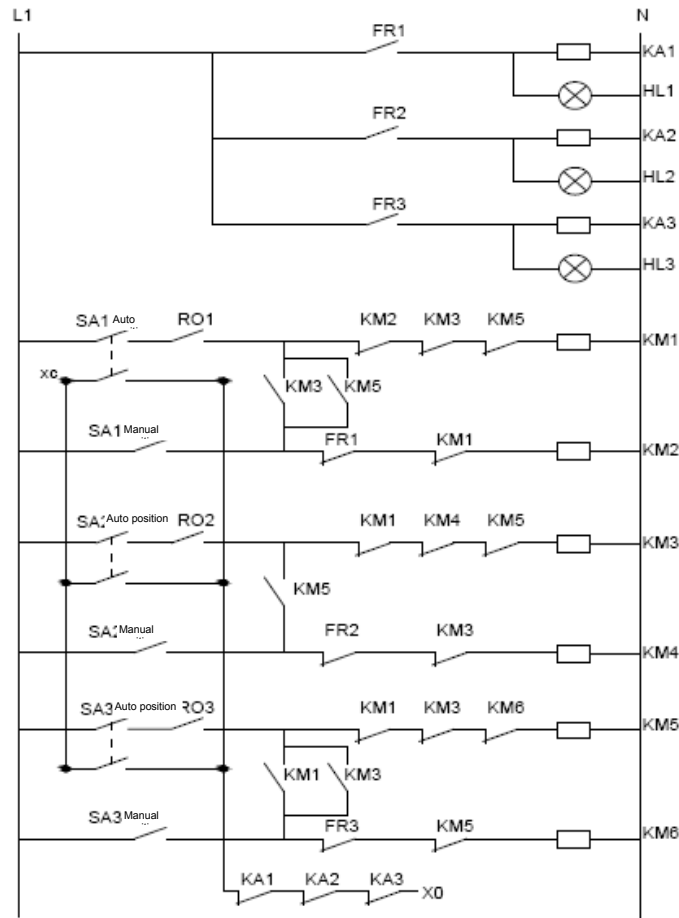 L1 N
FR1
KA1
HL1
FR2
KA2
HL2
FR3
KA3
HL3
SA1 Auto RO1 KM2 KM3 KM5
KM1
xc
KM3 KM5
SA1 Manual
FR1 KM1
KM2
SA2 Auto position RO2 KM1 KM4 KM5
KM3
KM5
SA2 Manual
FR2 KM3
KM4
SA3 Auto position RO3 KM1 KM3 KM6
KM5
KM1 KM3
SA3 Manual
FR3 KM5
KM6
KA1 KA2 KA3
X0